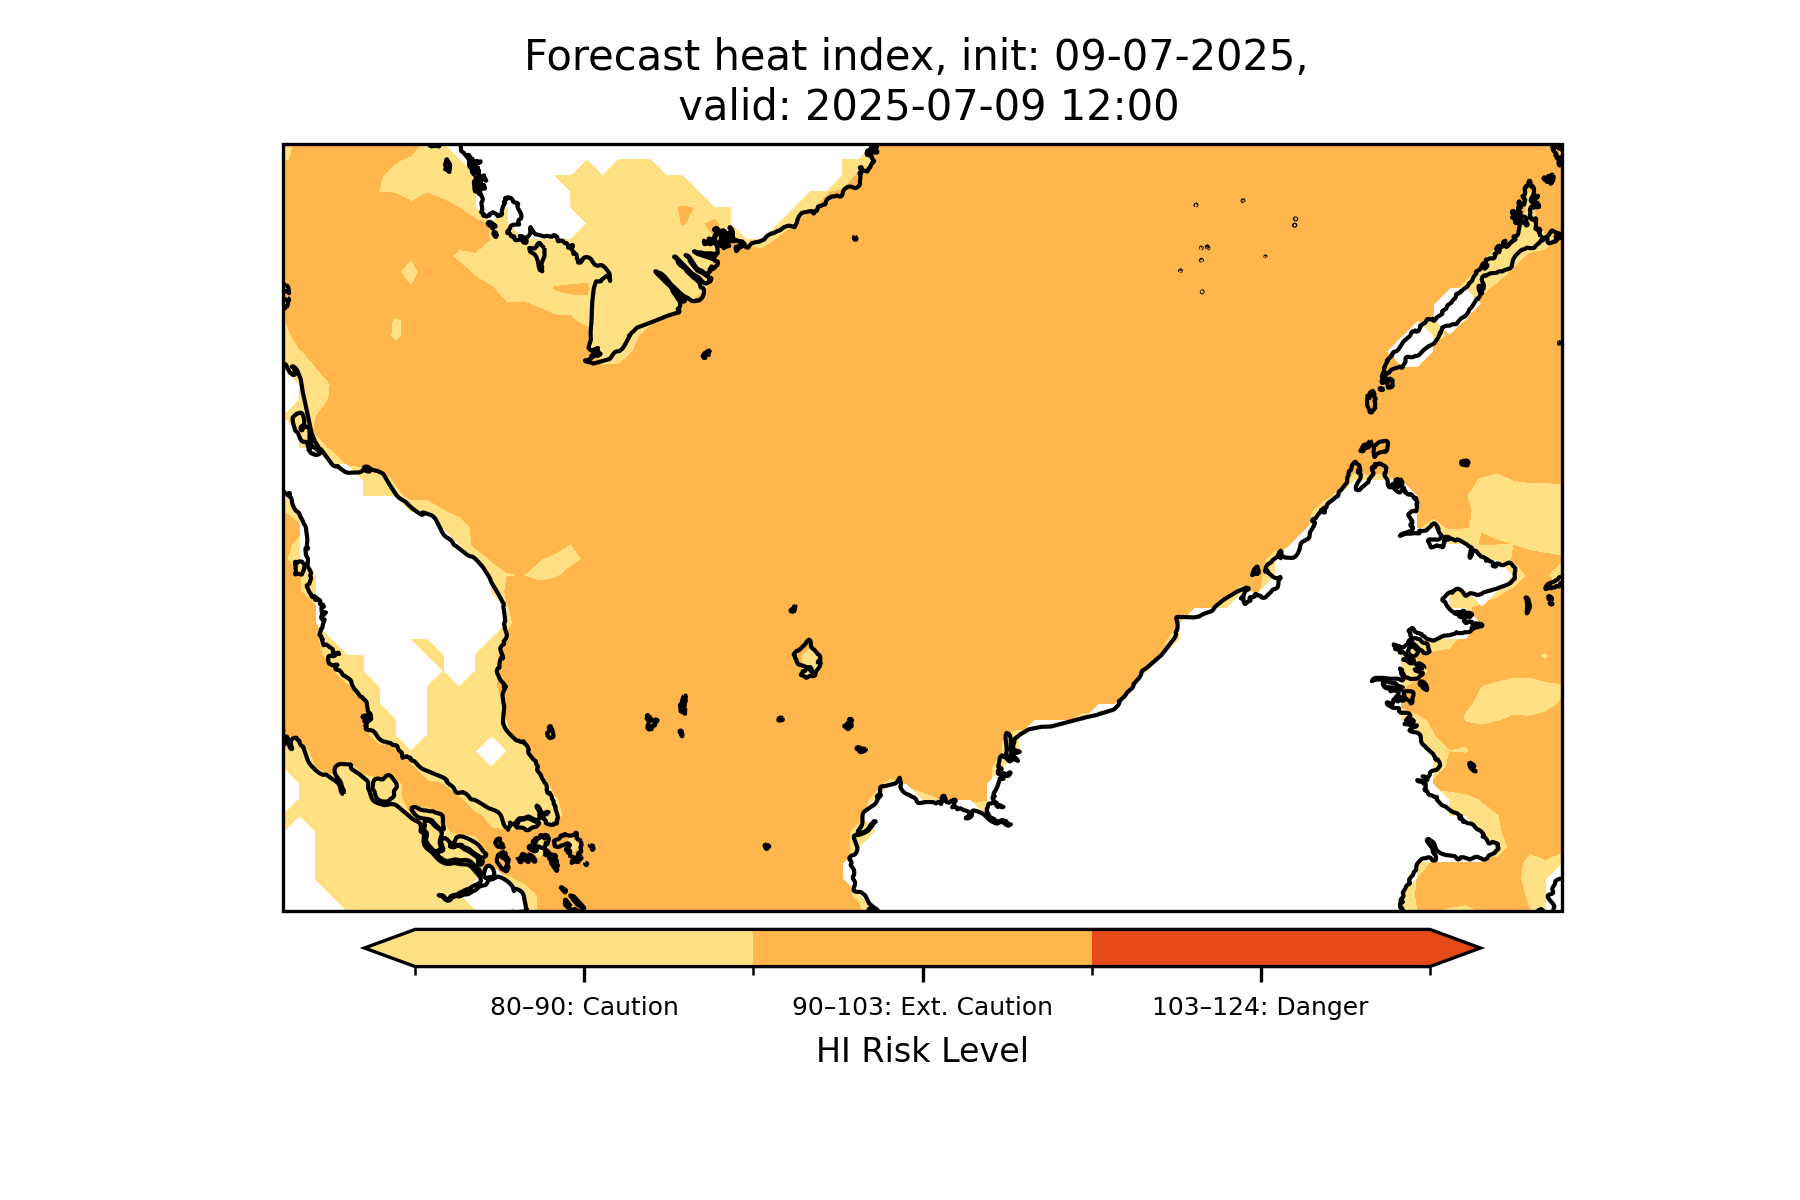 Forecast heat index, init: 09-07-2025,
valid: 2025-07-09 12:00
80–90: Caution
90–103: Ext. Caution
103–124: Danger
HI Risk Level